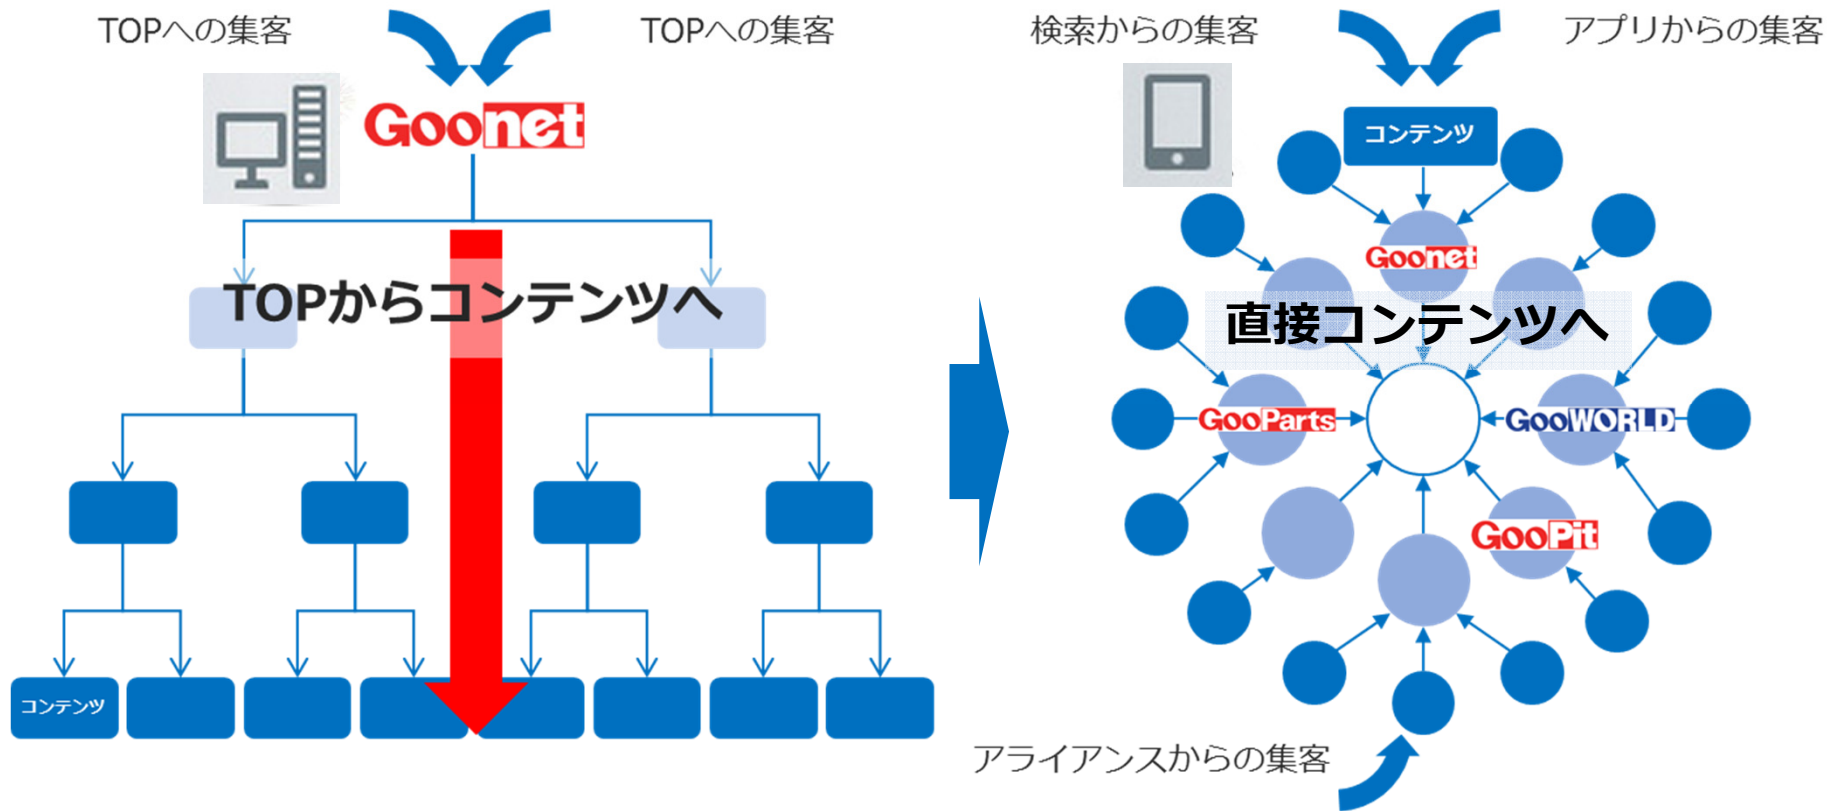 TOPへの集客
TOPへの集客
Goonet
TOPからコンテンツへ
コンテンツ
検索からの集客
アプリからの集客
コンテンツ
Goonet
直接コンテンツへ
GooParts
GooWORLD
GooPit
アライアンスからの集客